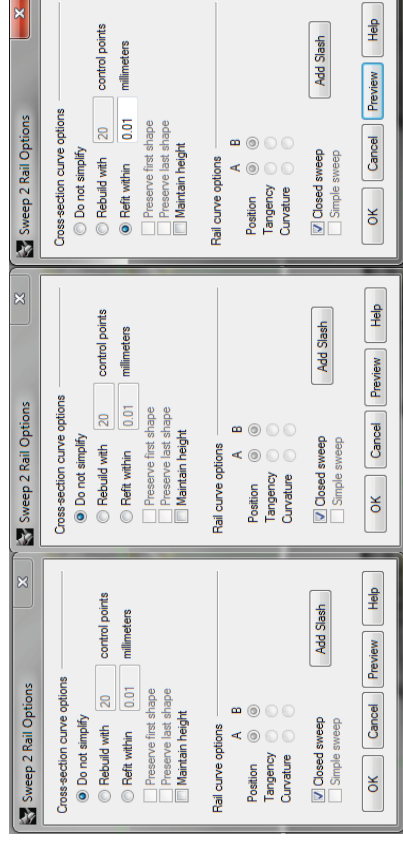 Sweep 2 Rail Options
Cross-section curve options
Do not simplify
Rebuild with 20 control points
Refit within 0.01 millimeters
Preserve first shape
Preserve last shape
Maintain height
Rail curve options
A B
Position
Tangency
Curvature
Add Slash
Closed sweep
Simple sweep
OK Cancel Preview Help
Sweep 2 Rail Options
Cross-section curve options
Do not simplify
Rebuild with 20 control points
Refit within 0.01 millimeters
Preserve first shape
Preserve last shape
Maintain height
Rail curve options
A B
Position
Tangency
Curvature
Add Slash
Closed sweep
Simple sweep
OK Cancel Preview Help
Sweep 2 Rail Options
Cross-section curve options
Do not simplify
Rebuild with 20 control points
Refit within 0.01 millimeters
Preserve first shape
Preserve last shape
Maintain height
Rail curve options
A B
Position
Tangency
Curvature
Add Slash
Closed sweep
Simple sweep
OK Cancel Preview Help